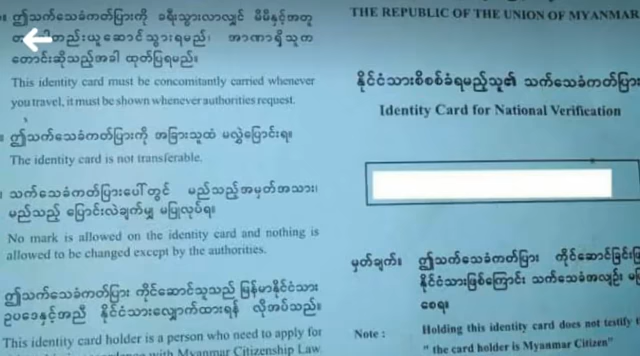 ဤသက်သေခံကတ်ပြားကို ခရီးသွားလာလျှင် မိမိနှင့်အတူ
တစ်ပါတည်းယူဆောင်သွားရမည်၊ အာဏာရှိသူက
တောင်းဆိုသည့်အခါ ထုတ်ပြရမည်။
This identity card must be concomitantly carried whenever
you travel, it must be shown whenever authorities request.
ဤသက်သေခံကတ်ပြားကို အခြားသူထံ မလွှဲပြောင်းရ။
The identity card is not transferable.
သက်သေခံကတ်ပြားပေါ်တွင် မည်သည့်အမှတ်အသား၊
မည်သည့် ပြောင်းလဲချက်မျှ မပြုလုပ်ရ။
No mark is allowed on the identity card and nothing is
allowed to be changed except by the authorities.
ဤသက်သေခံကတ်ပြား ကိုင်ဆောင်သူသည် မြန်မာနိုင်ငံသား
ဥပဒေနှင့်အညီ နိုင်ငံသားလျှောက်ထားရန် လိုအပ်သည်။
This identity card holder is a person who need to apply for
with Myanmar Citizenship Law.
THE REPUBLIC OF THE UNION OF MYANMAR
နိုင်ငံသားစိစစ်ခံရမည့်သူ၏ သက်သေခံကတ်ပြား
Identity Card for National Verification
မှတ်ချက်။ ဤသက်သေခံကတ်ပြား ကိုင်ဆောင်ခြင်း
နိုင်ငံသားဖြစ်ကြောင်း သက်သေခံအထောက်
စေရ။
Note : Holding this identity card does not testify
" the card holder is Myanmar Citizen"